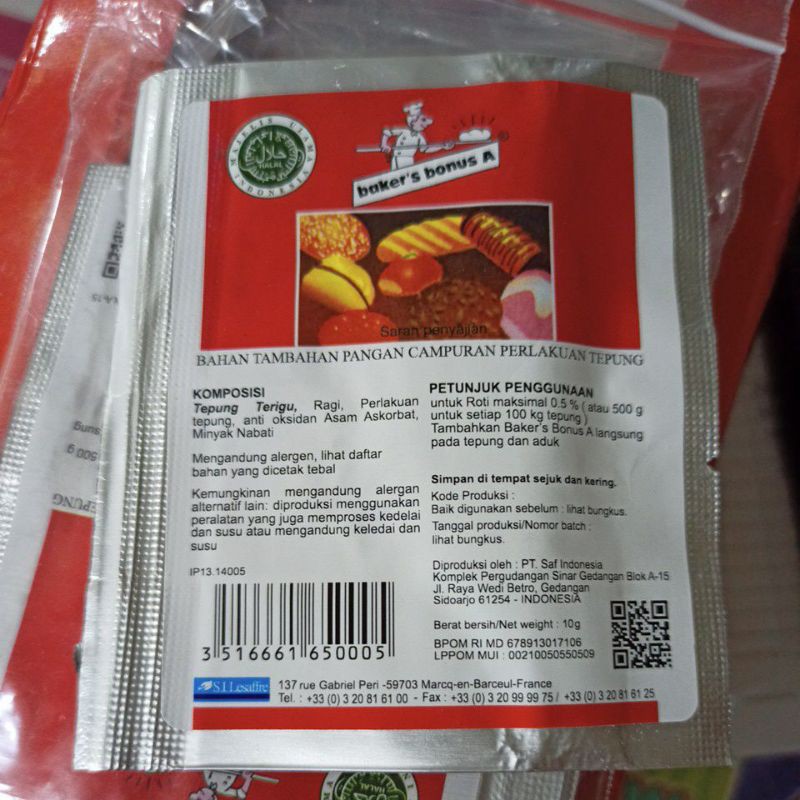 MAJELIS ULAMA INDONESIA
HALAL
baker's bonus A ®
Saran penyajian
BAHAN TAMBAHAN PANGAN CAMPURAN PERLAKUAN TEPUNG
KOMPOSISI
Tepung Terigu, Ragi, Perlakuan
tepung, anti oksidan Asam Askorbat,
Minyak Nabati
Mengandung alergen, lihat daftar
bahan yang dicetak tebal
Kemungkinan mengandung alergan
alternatif lain: diproduksi menggunakan
peralatan yang juga memproses kedelai
dan susu atau mengandung keledai dan
susu
IP13.14005
3 516661 650005
PETUNJUK PENGGUNAAN
untuk Roti maksimal 0.5 % ( atau 500 g
untuk setiap 100 kg tepung )
Tambahkan Baker's Bonus A langsung
pada tepung dan aduk
Simpan di tempat sejuk dan kering.
Kode Produksi :
Baik digunakan sebelum : lihat bungkus.
Tanggal produksi/Nomor batch :
lihat bungkus.
Diproduksi oleh : PT. Saf Indonesia
Komplek Pergudangan Sinar Gedangan Blok A-15
Jl. Raya Wedi Betro, Gedangan
Sidoarjo 61254 - INDONESIA
Berat bersih/Net weight : 10g
BPOM RI MD 678913017106
LPPOM MUI : 00210050550509
S.I Lesaffre
137 rue Gabriel Peri -59703 Marcq-en-Barceul-France
Tel. : +33 (0) 3 20 81 61 00 - Fax : +33 (0) 3 20 99 99 75 / +33 (0) 3 20 81 61 25